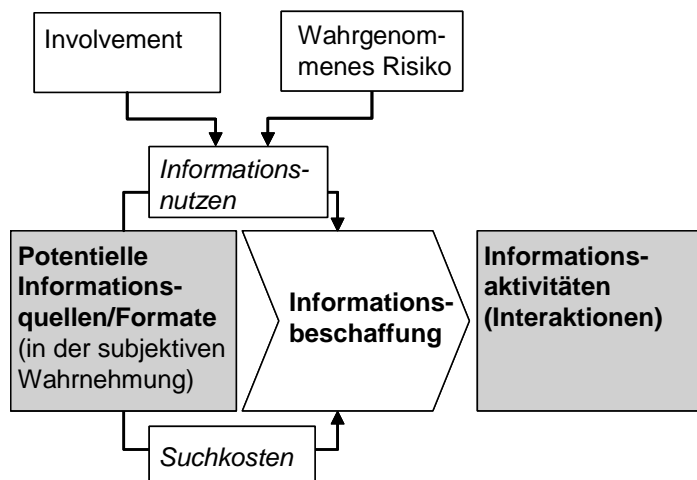 Involvement
Wahrgenom-
menes Risiko
Informations-
nutzen
Potentielle
Informations-
quellen/Formate
(in der subjektiven
Wahrnehmung)
Informations-
beschaffung
Informations-
aktivitäten
(Interaktionen)
Suchkosten